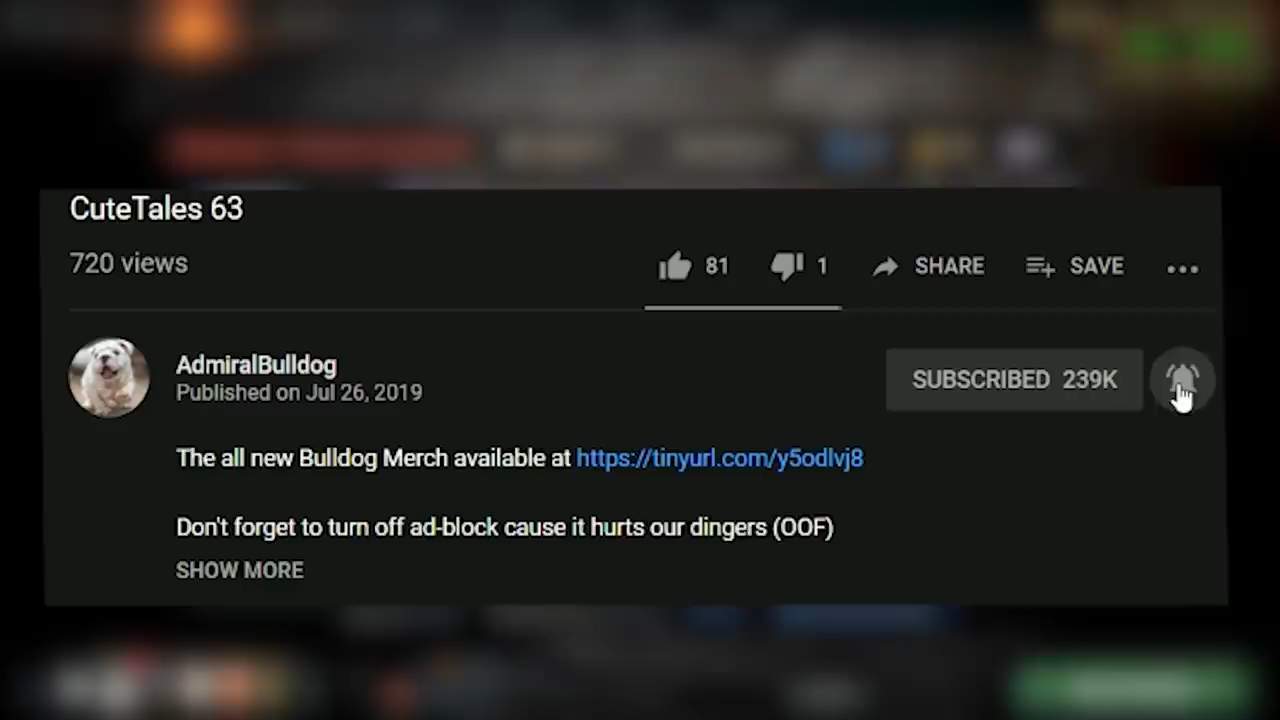 CuteTales 63
720 views
81 1 SHARE SAVE
AdmiralBulldog
Published on Jul 26, 2019
SUBSCRIBED 239K
The all new Bulldog Merch available at https://tinyurl.com/y5odlvj8
Don't forget to turn off ad-block cause it hurts our dingers (OOF)
SHOW MORE